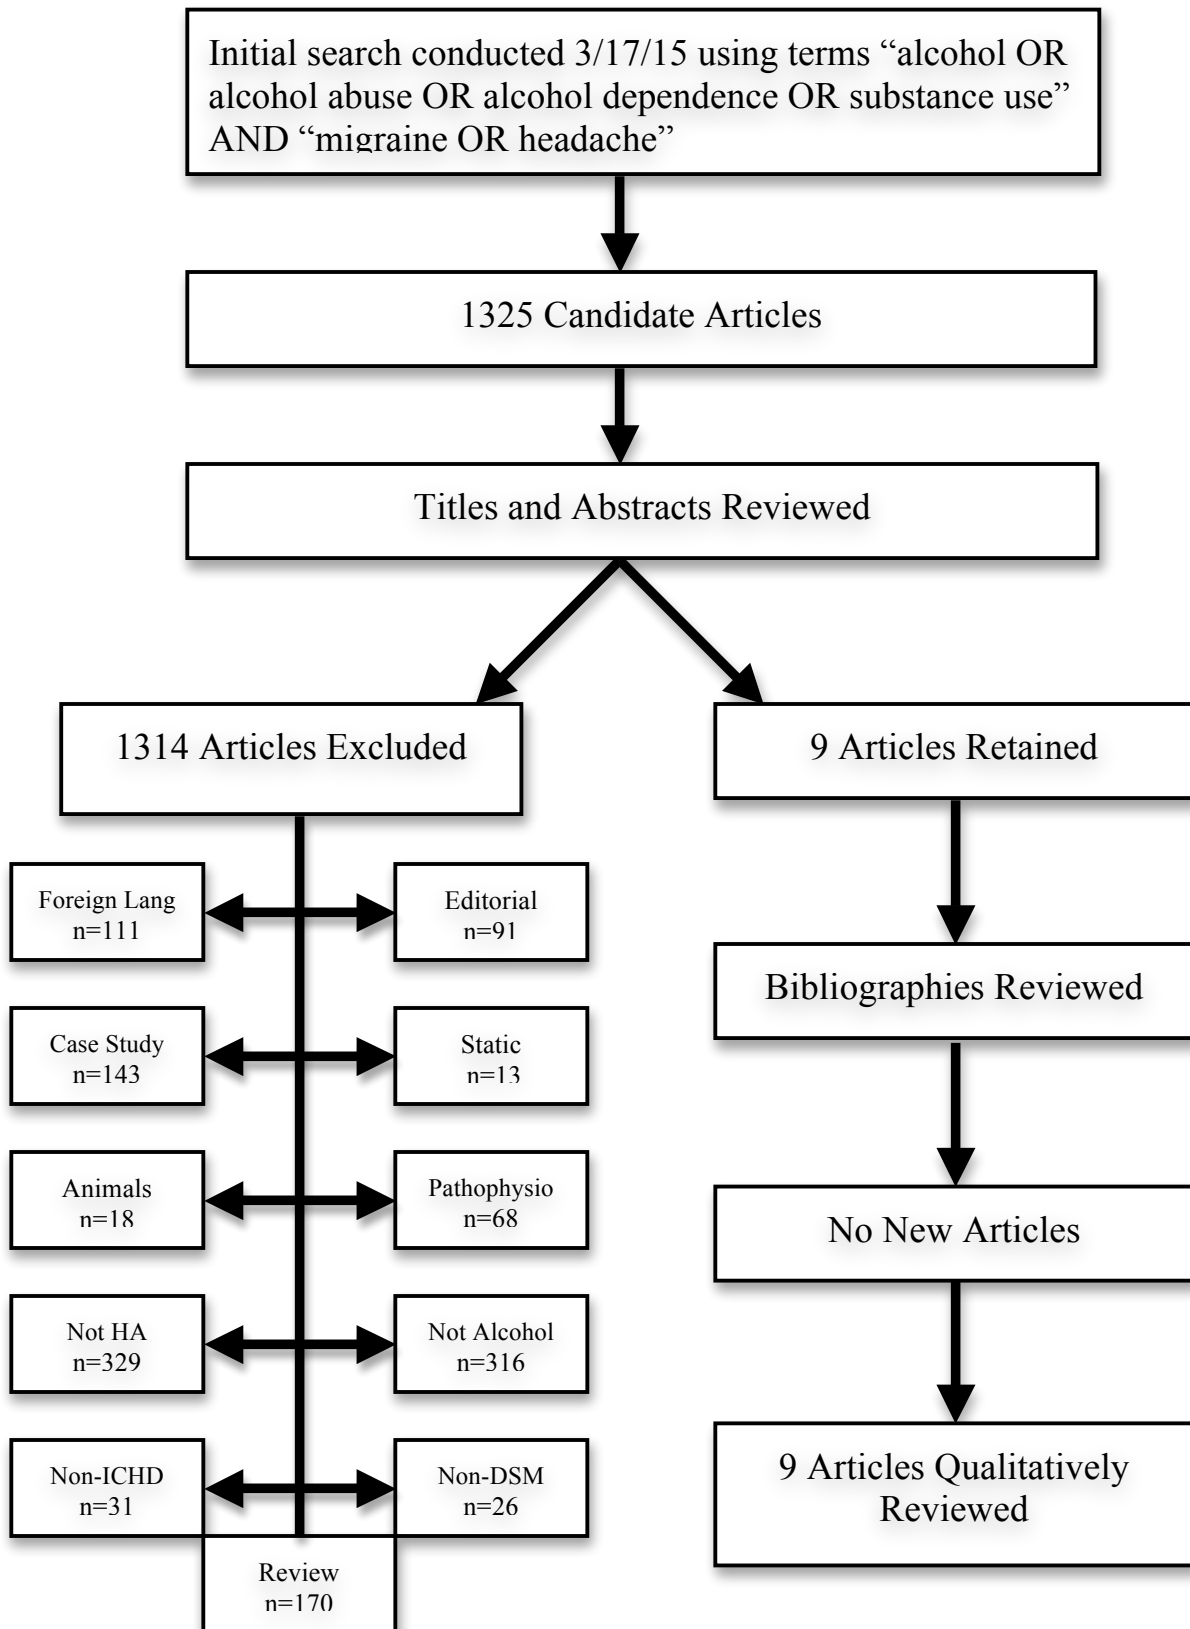 Initial search conducted 3/17/15 using terms “alcohol OR
alcohol abuse OR alcohol dependence OR substance use”
AND “migraine OR headache”
1325 Candidate Articles
Titles and Abstracts Reviewed
1314 Articles Excluded
9 Articles Retained
Foreign Lang
n=111
Editorial
n=91
Case Study
n=143
Static
n=13
Animals
n=18
Pathophysio
n=68
Not HA
n=329
Not Alcohol
n=316
Non-ICHD
n=31
Non-DSM
n=26
Review
n=170
Bibliographies Reviewed
No New Articles
9 Articles Qualitatively
Reviewed